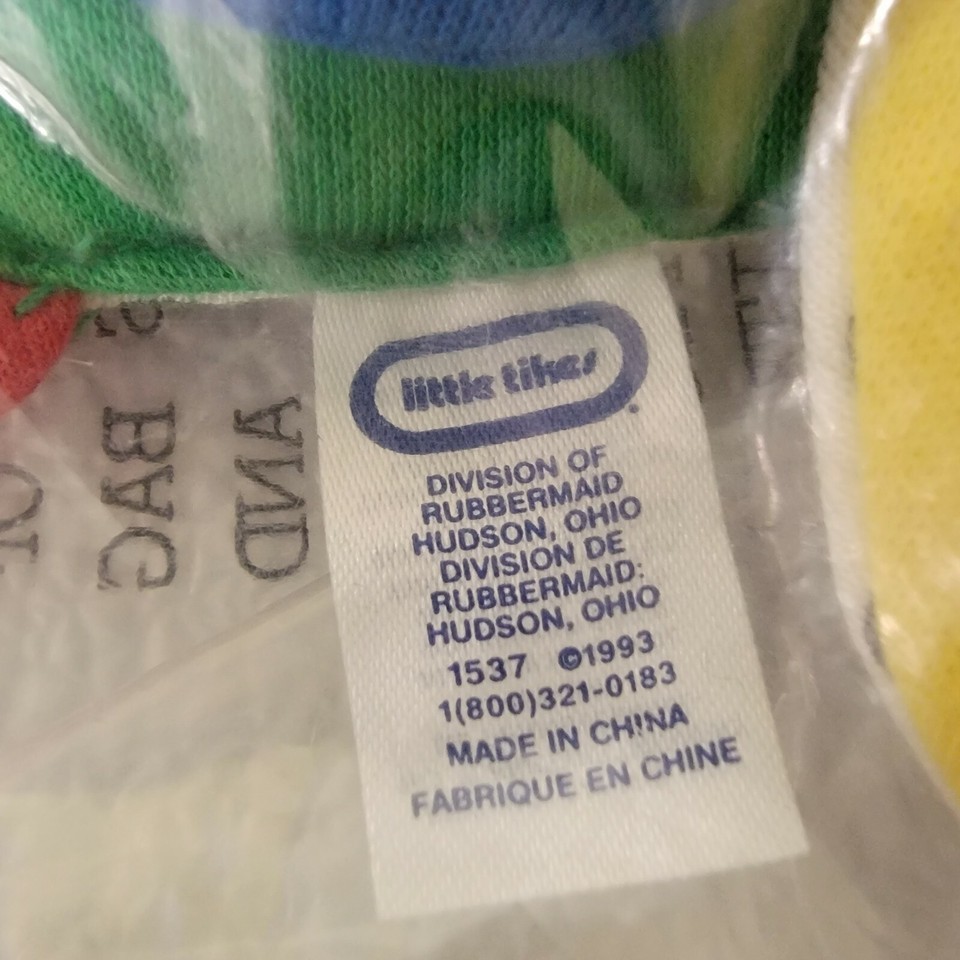 little tikes
DIVISION OF
RUBBERMAID
HUDSON, OHIO
DIVISION DE
RUBBERMAID:
HUDSON, OHIO
1537 ©1993
1(800)321-0183
MADE IN CHINA
FABRIQUE EN CHINE
AVOID
BAG